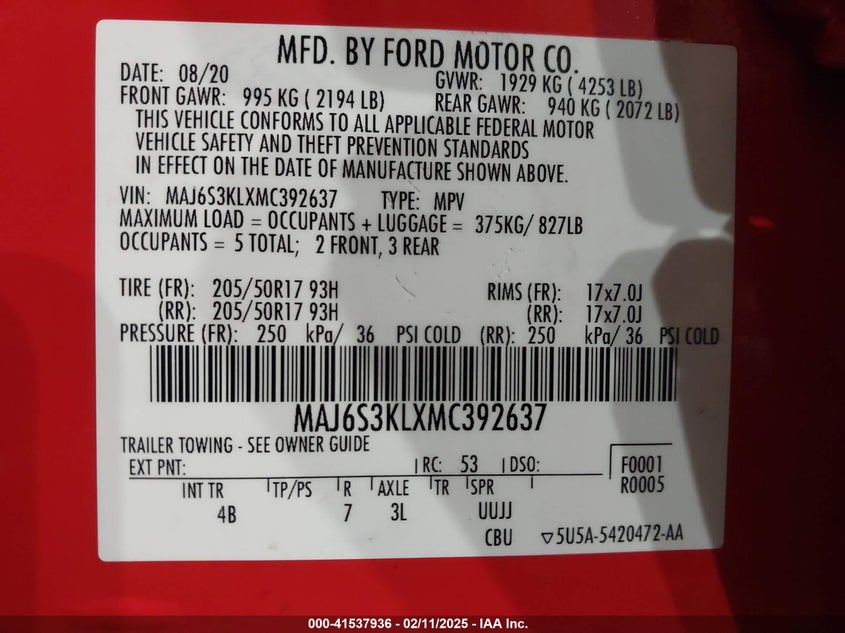 MFD. BY FORD MOTOR CO.
DATE: 08/20 GVWR: 1929 KG ( 4253 LB)
FRONT GAWR: 995 KG ( 2194 LB) REAR GAWR: 940 KG ( 2072 LB)
THIS VEHICLE CONFORMS TO ALL APPLICABLE FEDERAL MOTOR
VEHICLE SAFETY AND THEFT PREVENTION STANDARDS
IN EFFECT ON THE DATE OF MANUFACTURE SHOWN ABOVE.
VIN: MAJ6S3KLXMC392637 TYPE: MPV
MAXIMUM LOAD = OCCUPANTS + LUGGAGE = 375KG/ 827LB
OCCUPANTS = 5 TOTAL; 2 FRONT, 3 REAR
TIRE (FR): 205/50R17 93H RIMS (FR): 17x7.0J
(RR): 205/50R17 93H (RR): 17x7.0J
PRESSURE (FR): 250 kPa/ 36 PSI COLD (RR): 250 kPa/ 36 PSI COLD
MAJ6S3KLXMC392637
TRAILER TOWING - SEE OWNER GUIDE
EXT PNT: RC: 53 DSO: F0001
R0005
INT TR TP/PS R AXLE TR SPR
4B 7 3L UUJJ
CBU ▽5U5A-5420472-AA
000-41537936 - 02/11/2025 - IAA Inc.